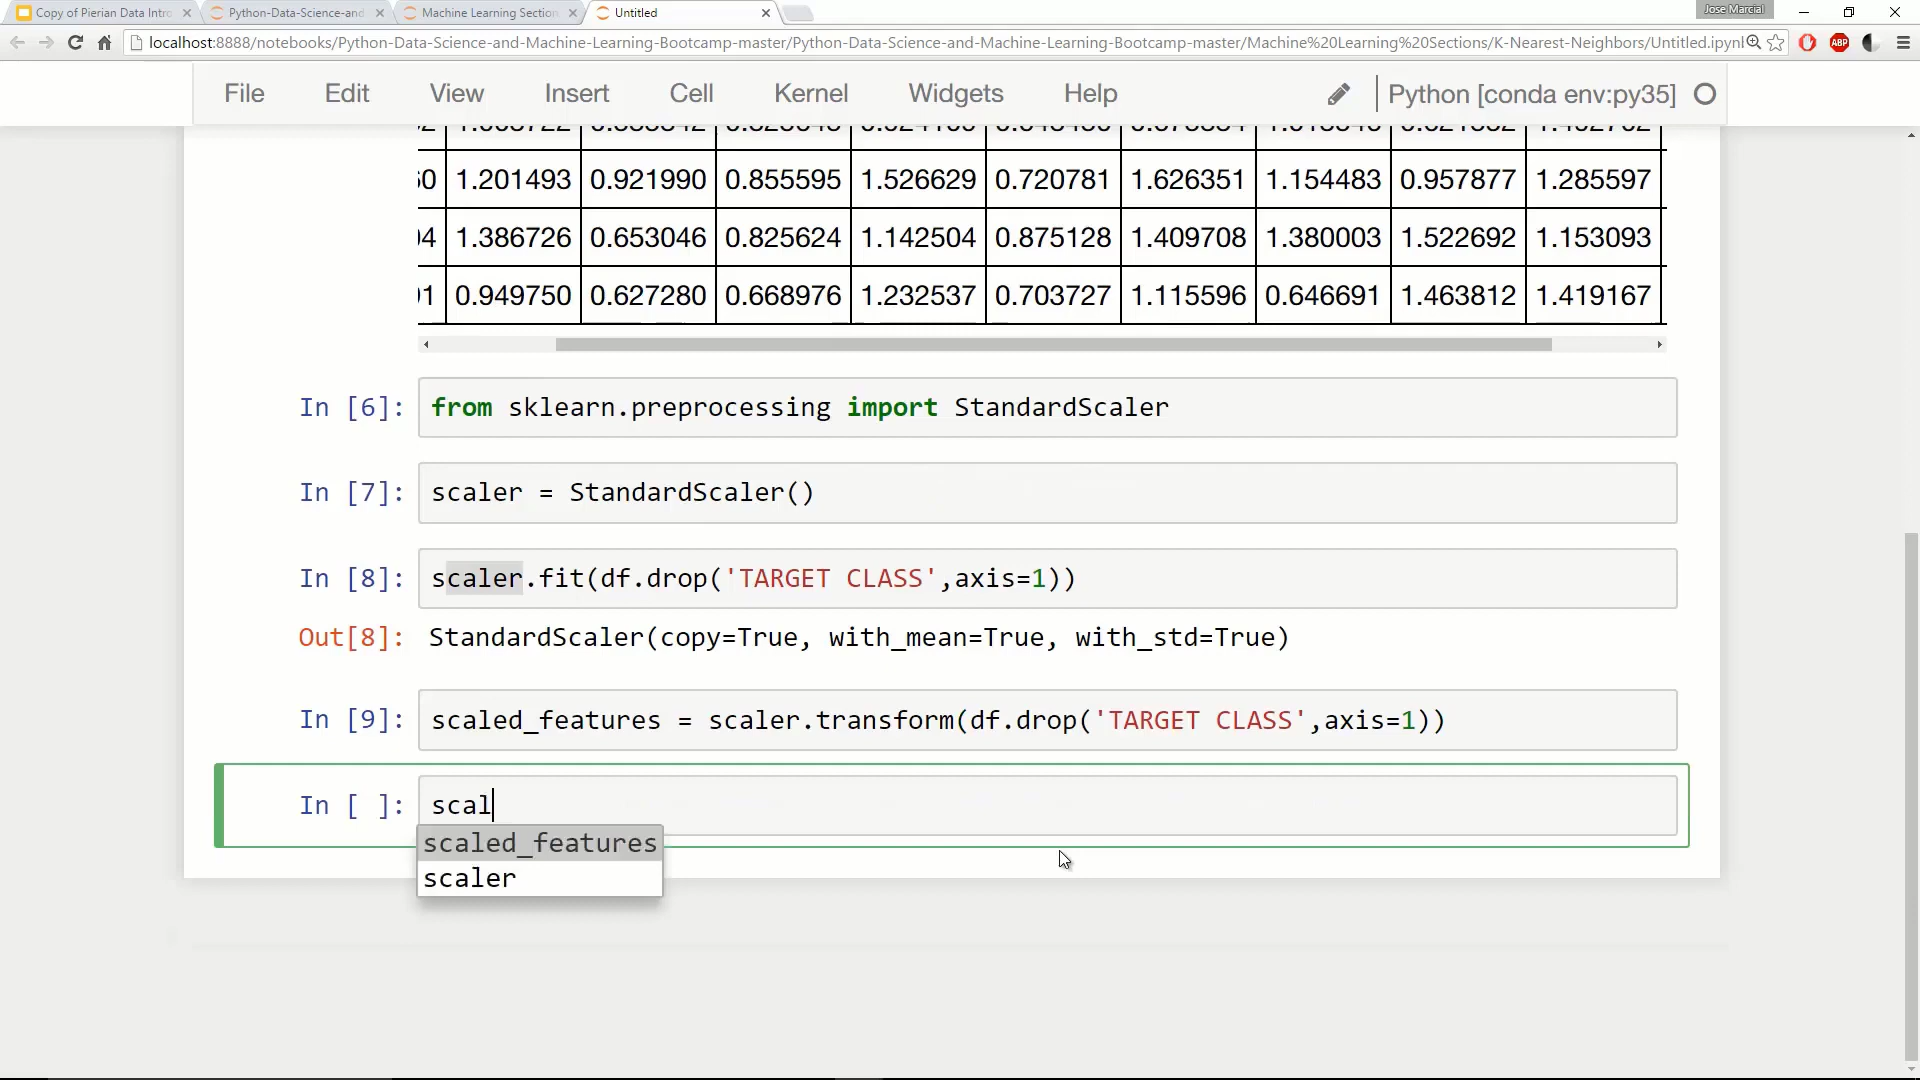 Copy of Pierian Data Intro
Python-Data-Science-and
Machine Learning Section
Untitled
Jose Marcial
localhost:8888/notebooks/Python-Data-Science-and-Machine-Learning-Bootcamp-master/Python-Data-Science-and-Machine-Learning-Bootcamp-master/Machine%20Learning%20Sections/K-Nearest-Neighbors/Untitled.ipynb
ABP
File Edit View Insert Cell Kernel Widgets Help
Python [conda env:py35]
60 1.201493 0.921990 0.855595 1.526629 0.720781 1.626351 1.154483 0.957877 1.285597
04 1.386726 0.653046 0.825624 1.142504 0.875128 1.409708 1.380003 1.522692 1.153093
91 0.949750 0.627280 0.668976 1.232537 0.703727 1.115596 0.646691 1.463812 1.419167
In [6]: from sklearn.preprocessing import StandardScaler
In [7]: scaler = StandardScaler()
In [8]: scaler.fit(df.drop('TARGET CLASS',axis=1))
Out[8]: StandardScaler(copy=True, with_mean=True, with_std=True)
In [9]: scaled_features = scaler.transform(df.drop('TARGET CLASS',axis=1))
In [ ]: scal
scaled_features
scaler